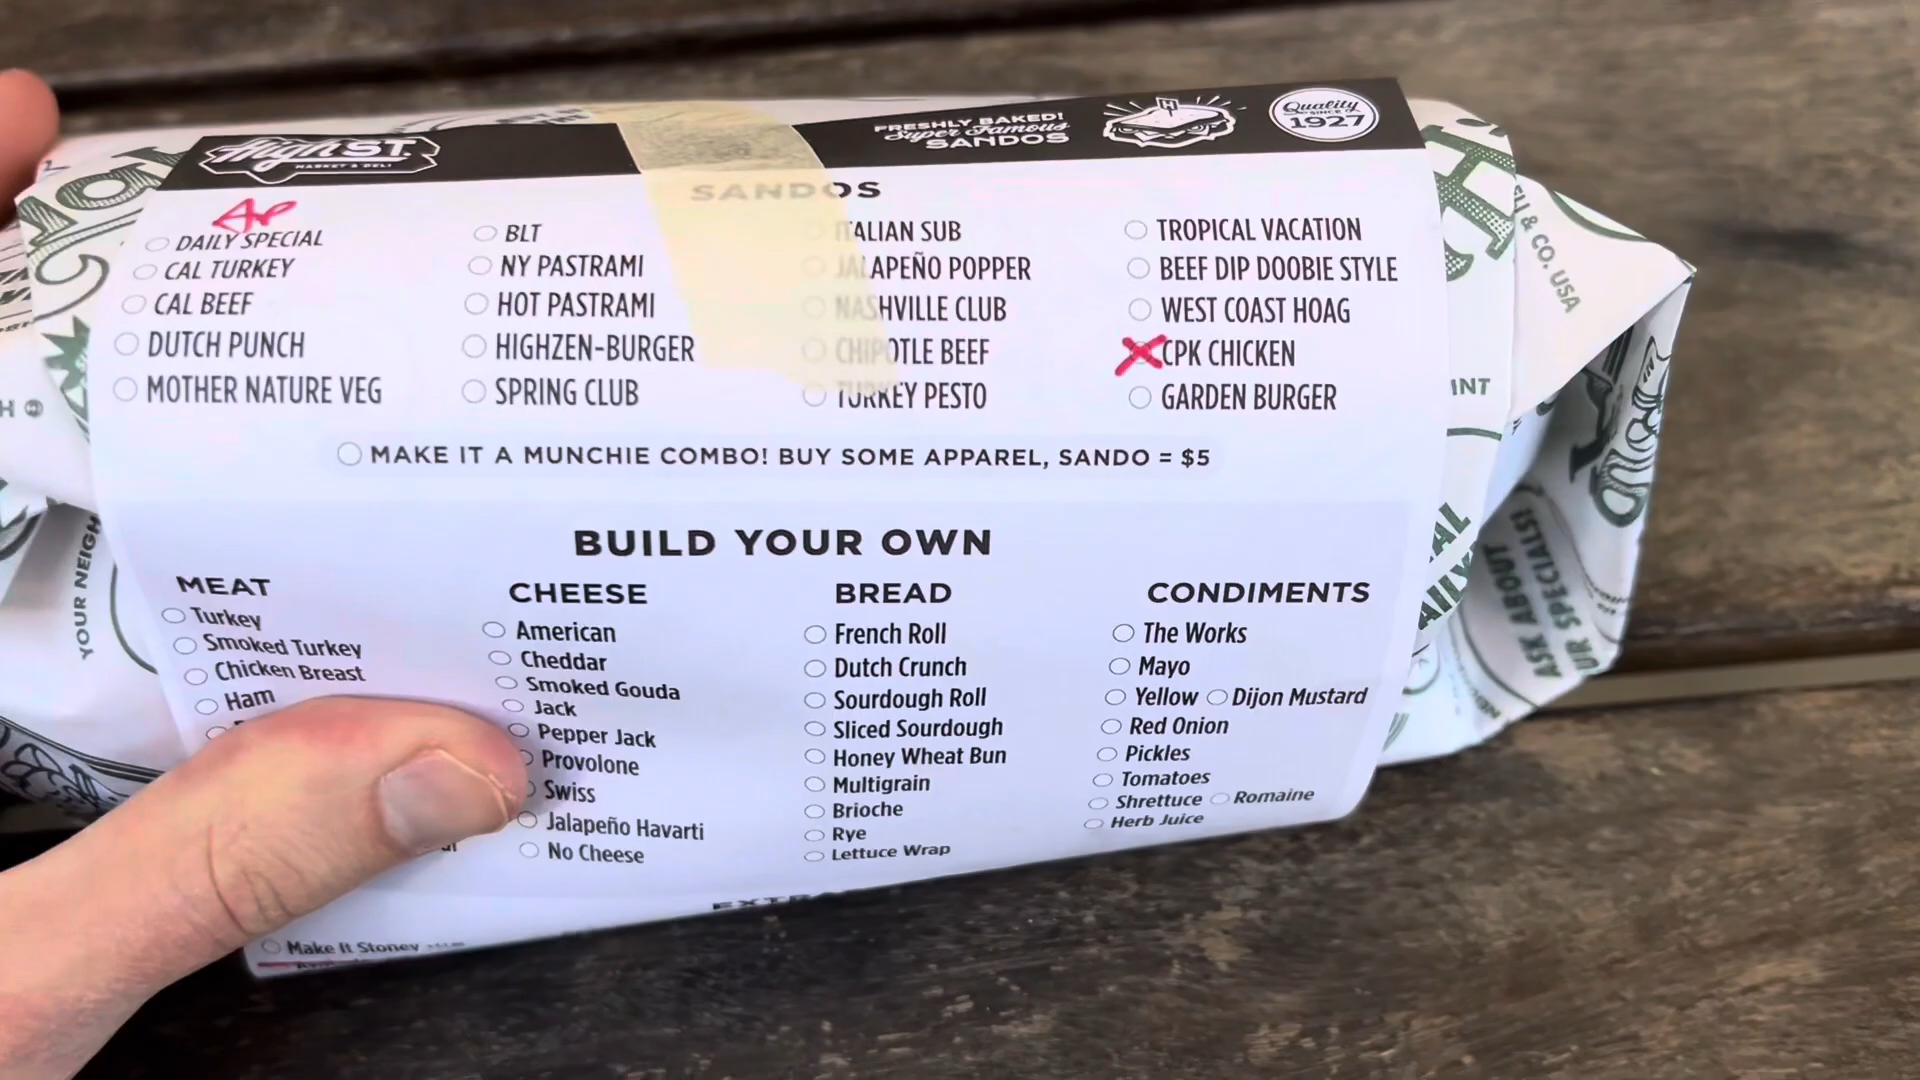 High ST.
MARKET & DELI
FRESHLY BAKED!
Super Famous
SANDOS
Quality
SINCE
1927
SANDOS
DAILY SPECIAL
CAL TURKEY
CAL BEEF
DUTCH PUNCH
MOTHER NATURE VEG
BLT
NY PASTRAMI
HOT PASTRAMI
HIGHZEN-BURGER
SPRING CLUB
ITALIAN SUB
JALAPEÑO POPPER
NASHVILLE CLUB
CHIPOTLE BEEF
TURKEY PESTO
TROPICAL VACATION
BEEF DIP DOOBIE STYLE
WEST COAST HOAG
CPK CHICKEN
GARDEN BURGER
MAKE IT A MUNCHIE COMBO! BUY SOME APPAREL, SANDO = $5
BUILD YOUR OWN
MEAT
Turkey
Smoked Turkey
Chicken Breast
Ham
CHEESE
American
Cheddar
Smoked Gouda
Jack
Pepper Jack
Provolone
Swiss
Jalapeño Havarti
No Cheese
BREAD
French Roll
Dutch Crunch
Sourdough Roll
Sliced Sourdough
Honey Wheat Bun
Multigrain
Brioche
Rye
Lettuce Wrap
CONDIMENTS
The Works
Mayo
Yellow Dijon Mustard
Red Onion
Pickles
Tomatoes
Shrettuce Romaine
Herb Juice
Make It Stoney
& CO. USA
YOUR NEIGH
ASK ABOUT
UR SPECIALS!